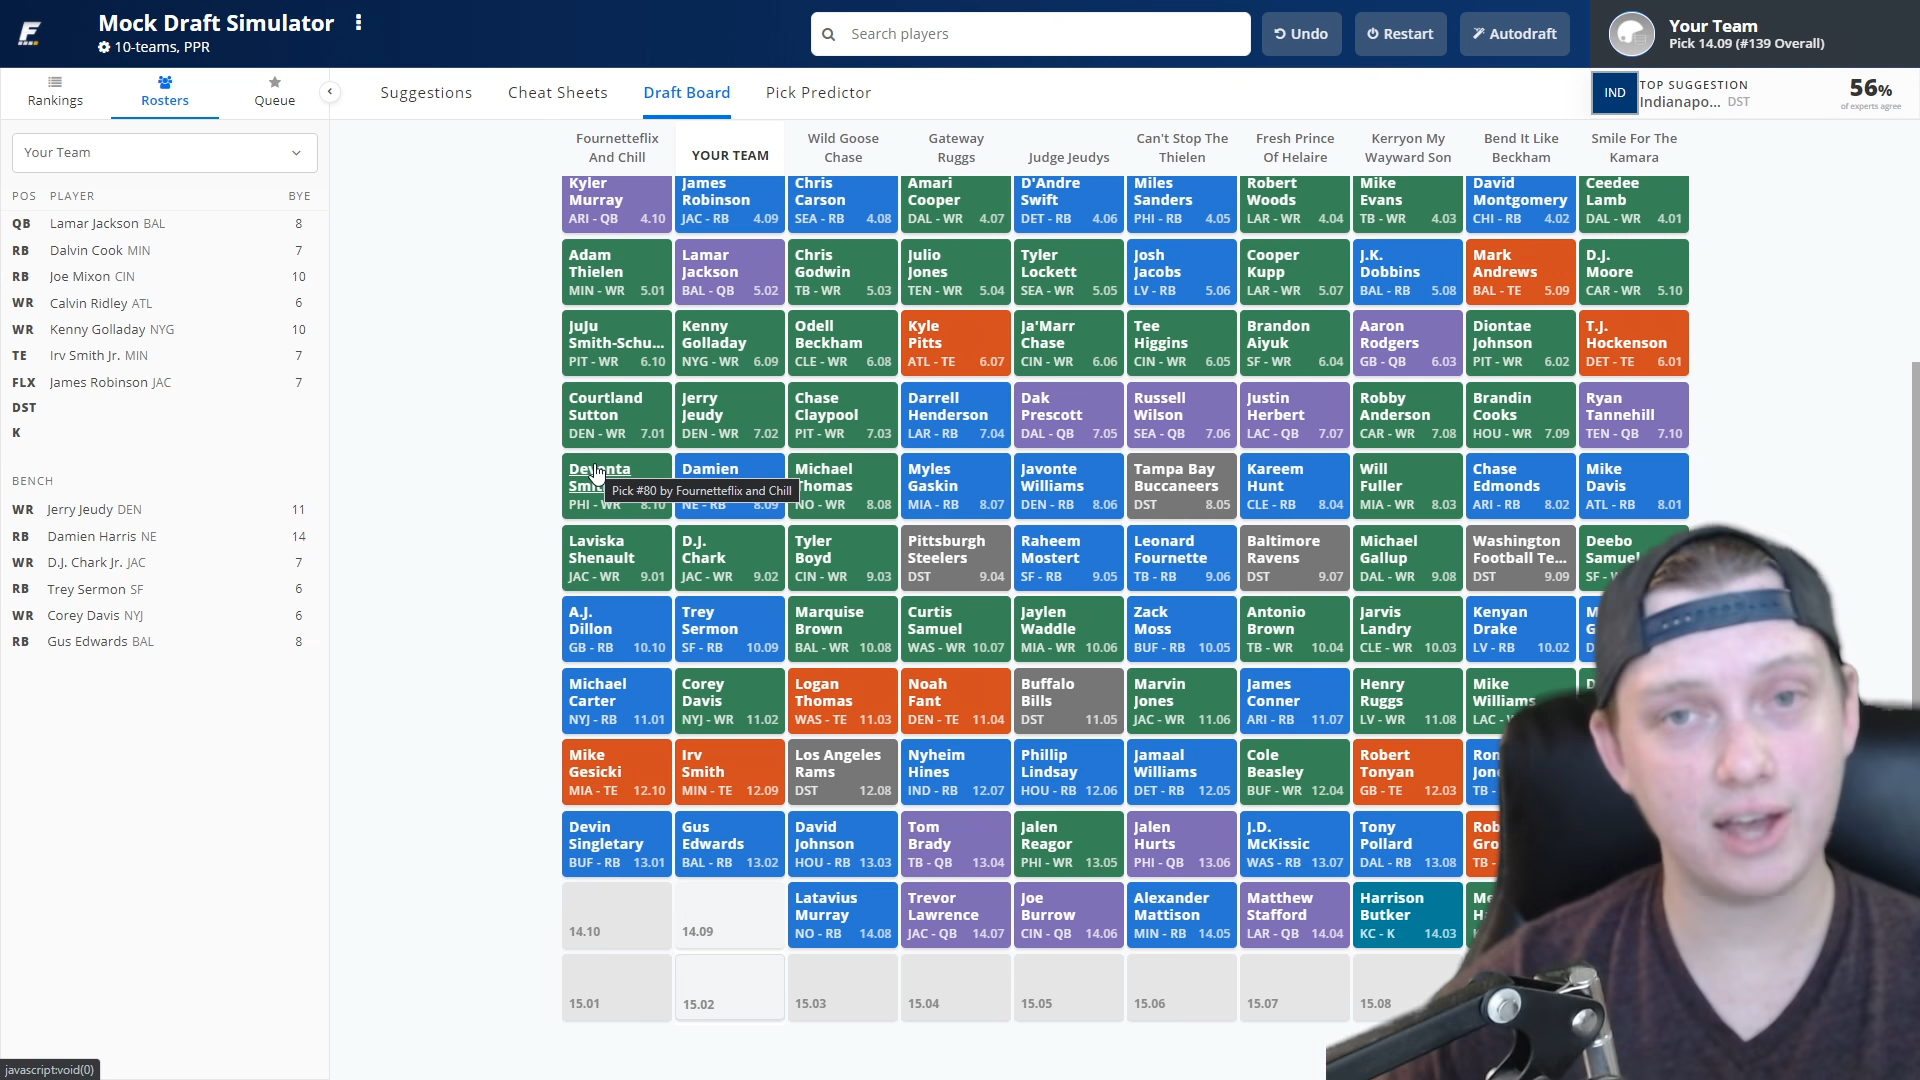 Mock Draft Simulator
10-teams, PPR
Search players
Undo
Restart
Autodraft
Your Team
Pick 14.09 (#139 Overall)
Rankings
Rosters
Queue
Suggestions
Cheat Sheets
Draft Board
Pick Predictor
IND
TOP SUGGESTION
Indianapo... DST
56%
of experts agree
Your Team
POS PLAYER BYE
QB Lamar Jackson BAL 8
RB Dalvin Cook MIN 7
RB Joe Mixon CIN 10
WR Calvin Ridley ATL 6
WR Kenny Golladay NYG 10
TE Irv Smith Jr. MIN 7
FLX James Robinson JAC 7
DST
K
BENCH
WR Jerry Jeudy DEN 11
RB Damien Harris NE 14
WR D.J. Chark Jr. JAC 7
RB Trey Sermon SF 6
WR Corey Davis NYJ 6
RB Gus Edwards BAL 8
Fournetteflix And Chill
YOUR TEAM
Wild Goose Chase
Gateway Ruggs
Judge Jeudys
Can't Stop The Thielen
Fresh Prince Of Helaire
Kerryon My Wayward Son
Bend It Like Beckham
Smile For The Kamara
Kyler Murray ARI - QB 4.10
James Robinson JAC - RB 4.09
Chris Carson SEA - RB 4.08
Amari Cooper DAL - WR 4.07
D'Andre Swift DET - RB 4.06
Miles Sanders PHI - RB 4.05
Robert Woods LAR - WR 4.04
Mike Evans TB - WR 4.03
David Montgomery CHI - RB 4.02
Ceedee Lamb DAL - WR 4.01
Adam Thielen MIN - WR 5.01
Lamar Jackson BAL - QB 5.02
Chris Godwin TB - WR 5.03
Julio Jones TEN - WR 5.04
Tyler Lockett SEA - WR 5.05
Josh Jacobs LV - RB 5.06
Cooper Kupp LAR - WR 5.07
J.K. Dobbins BAL - RB 5.08
Mark Andrews BAL - TE 5.09
D.J. Moore CAR - WR 5.10
JuJu Smith-Schu... PIT - WR 6.10
Kenny Golladay NYG - WR 6.09
Odell Beckham CLE - WR 6.08
Kyle Pitts ATL - TE 6.07
Ja'Marr Chase CIN - WR 6.06
Tee Higgins CIN - WR 6.05
Brandon Aiyuk SF - WR 6.04
Aaron Rodgers GB - QB 6.03
Diontae Johnson PIT - WR 6.02
T.J. Hockenson DET - TE 6.01
Courtland Sutton DEN - WR 7.01
Jerry Jeudy DEN - WR 7.02
Chase Claypool PIT - WR 7.03
Darrell Henderson LAR - RB 7.04
Dak Prescott DAL - QB 7.05
Russell Wilson SEA - QB 7.06
Justin Herbert LAC - QB 7.07
Robby Anderson CAR - WR 7.08
Brandin Cooks HOU - WR 7.09
Ryan Tannehill TEN - QB 7.10
PHI - WR 8.10
Damien NE - RB 8.09
Pick #80 by Fournetteflix and Chill
Michael Thomas NO - WR 8.08
Myles Gaskin MIA - RB 8.07
Javonte Williams DEN - RB 8.06
Tampa Bay Buccaneers DST 8.05
Kareem Hunt CLE - RB 8.04
Will Fuller MIA - WR 8.03
Chase Edmonds ARI - RB 8.02
Mike Davis ATL - RB 8.01
Laviska Shenault JAC - WR 9.01
D.J. Chark JAC - WR 9.02
Tyler Boyd CIN - WR 9.03
Pittsburgh Steelers DST 9.04
Raheem Mostert SF - RB 9.05
Leonard Fournette TB - RB 9.06
Baltimore Ravens DST 9.07
Michael Gallup DAL - WR 9.08
Washington Football Te... DST 9.09
Deebo Samuel SF -
A.J. Dillon GB - RB 10.10
Trey Sermon SF - RB 10.09
Marquise Brown BAL - WR 10.08
Curtis Samuel WAS - WR 10.07
Jaylen Waddle MIA - WR 10.06
Zack Moss BUF - RB 10.05
Antonio Brown TB - WR 10.04
Jarvis Landry CLE - WR 10.03
Kenyan Drake LV - RB 10.02
Michael Carter NYJ - RB 11.01
Corey Davis NYJ - WR 11.02
Logan Thomas WAS - TE 11.03
Noah Fant DEN - TE 11.04
Buffalo Bills DST 11.05
Marvin Jones JAC - WR 11.06
James Conner ARI - RB 11.07
Henry Ruggs LV - WR 11.08
Mike Williams LAC -
Mike Gesicki MIA - TE 12.10
Irv Smith MIN - TE 12.09
Los Angeles Rams DST 12.08
Nyheim Hines IND - RB 12.07
Phillip Lindsay HOU - RB 12.06
Jamaal Williams DET - RB 12.05
Cole Beasley BUF - WR 12.04
Robert Tonyan GB - TE 12.03
TB -
Devin Singletary BUF - RB 13.01
Gus Edwards BAL - RB 13.02
David Johnson HOU - RB 13.03
Tom Brady TB - QB 13.04
Jalen Reagor PHI - WR 13.05
Jalen Hurts PHI - QB 13.06
J.D. McKissic WAS - RB 13.07
Tony Pollard DAL - RB 13.08
TB -
14.10
14.09
Latavius Murray NO - RB 14.08
Trevor Lawrence JAC - QB 14.07
Joe Burrow CIN - QB 14.06
Alexander Mattison MIN - RB 14.05
Matthew Stafford LAR - QB 14.04
Harrison Butker KC - K 14.03
15.01
15.02
15.03
15.04
15.05
15.06
15.07
15.08
javascript:void(0)